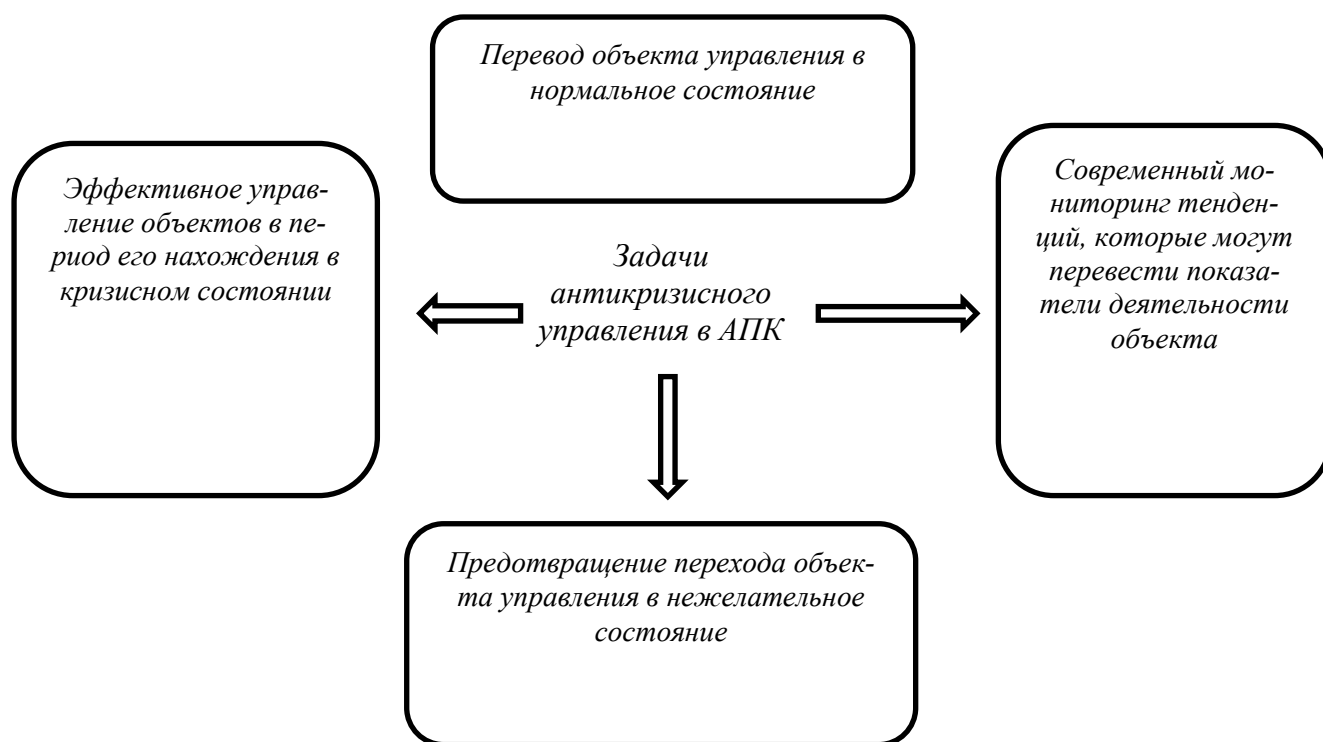 Перевод объекта управления в
нормальное состояние
Эффективное управ-
ление объектов в пе-
риод его нахождения в
кризисном состоянии
Задачи
антикризисного
управления в АПК
Современный мо-
ниторинг тенден-
ций, которые могут
перевести показа-
тели деятельности
объекта
Предотвращение перехода объек-
та управления в нежелательное
состояние